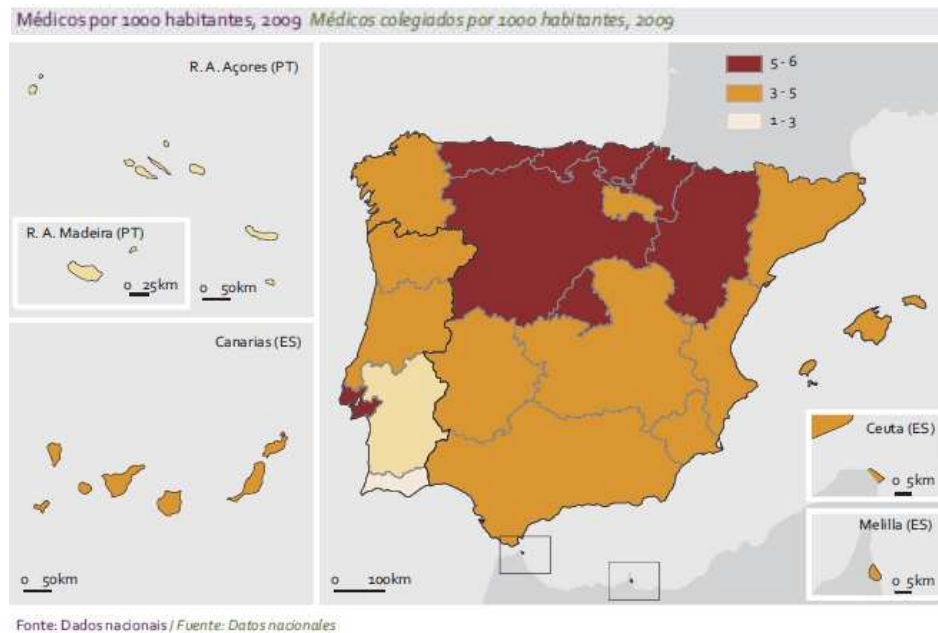 Médicos por 1000 habitantes, 2009 Médicos colegiados por 1000 habitantes, 2009
R. A. Açores (PT)
R. A. Madeira (PT)
0 25km
0 50km
Canarias (ES)
0 50km
5 - 6
3 - 5
1 - 3
0 100km
Ceuta (ES)
0 5km
Melilla (ES)
0 5km
Fonte: Dados nacionais / Fuente: Datos nacionales